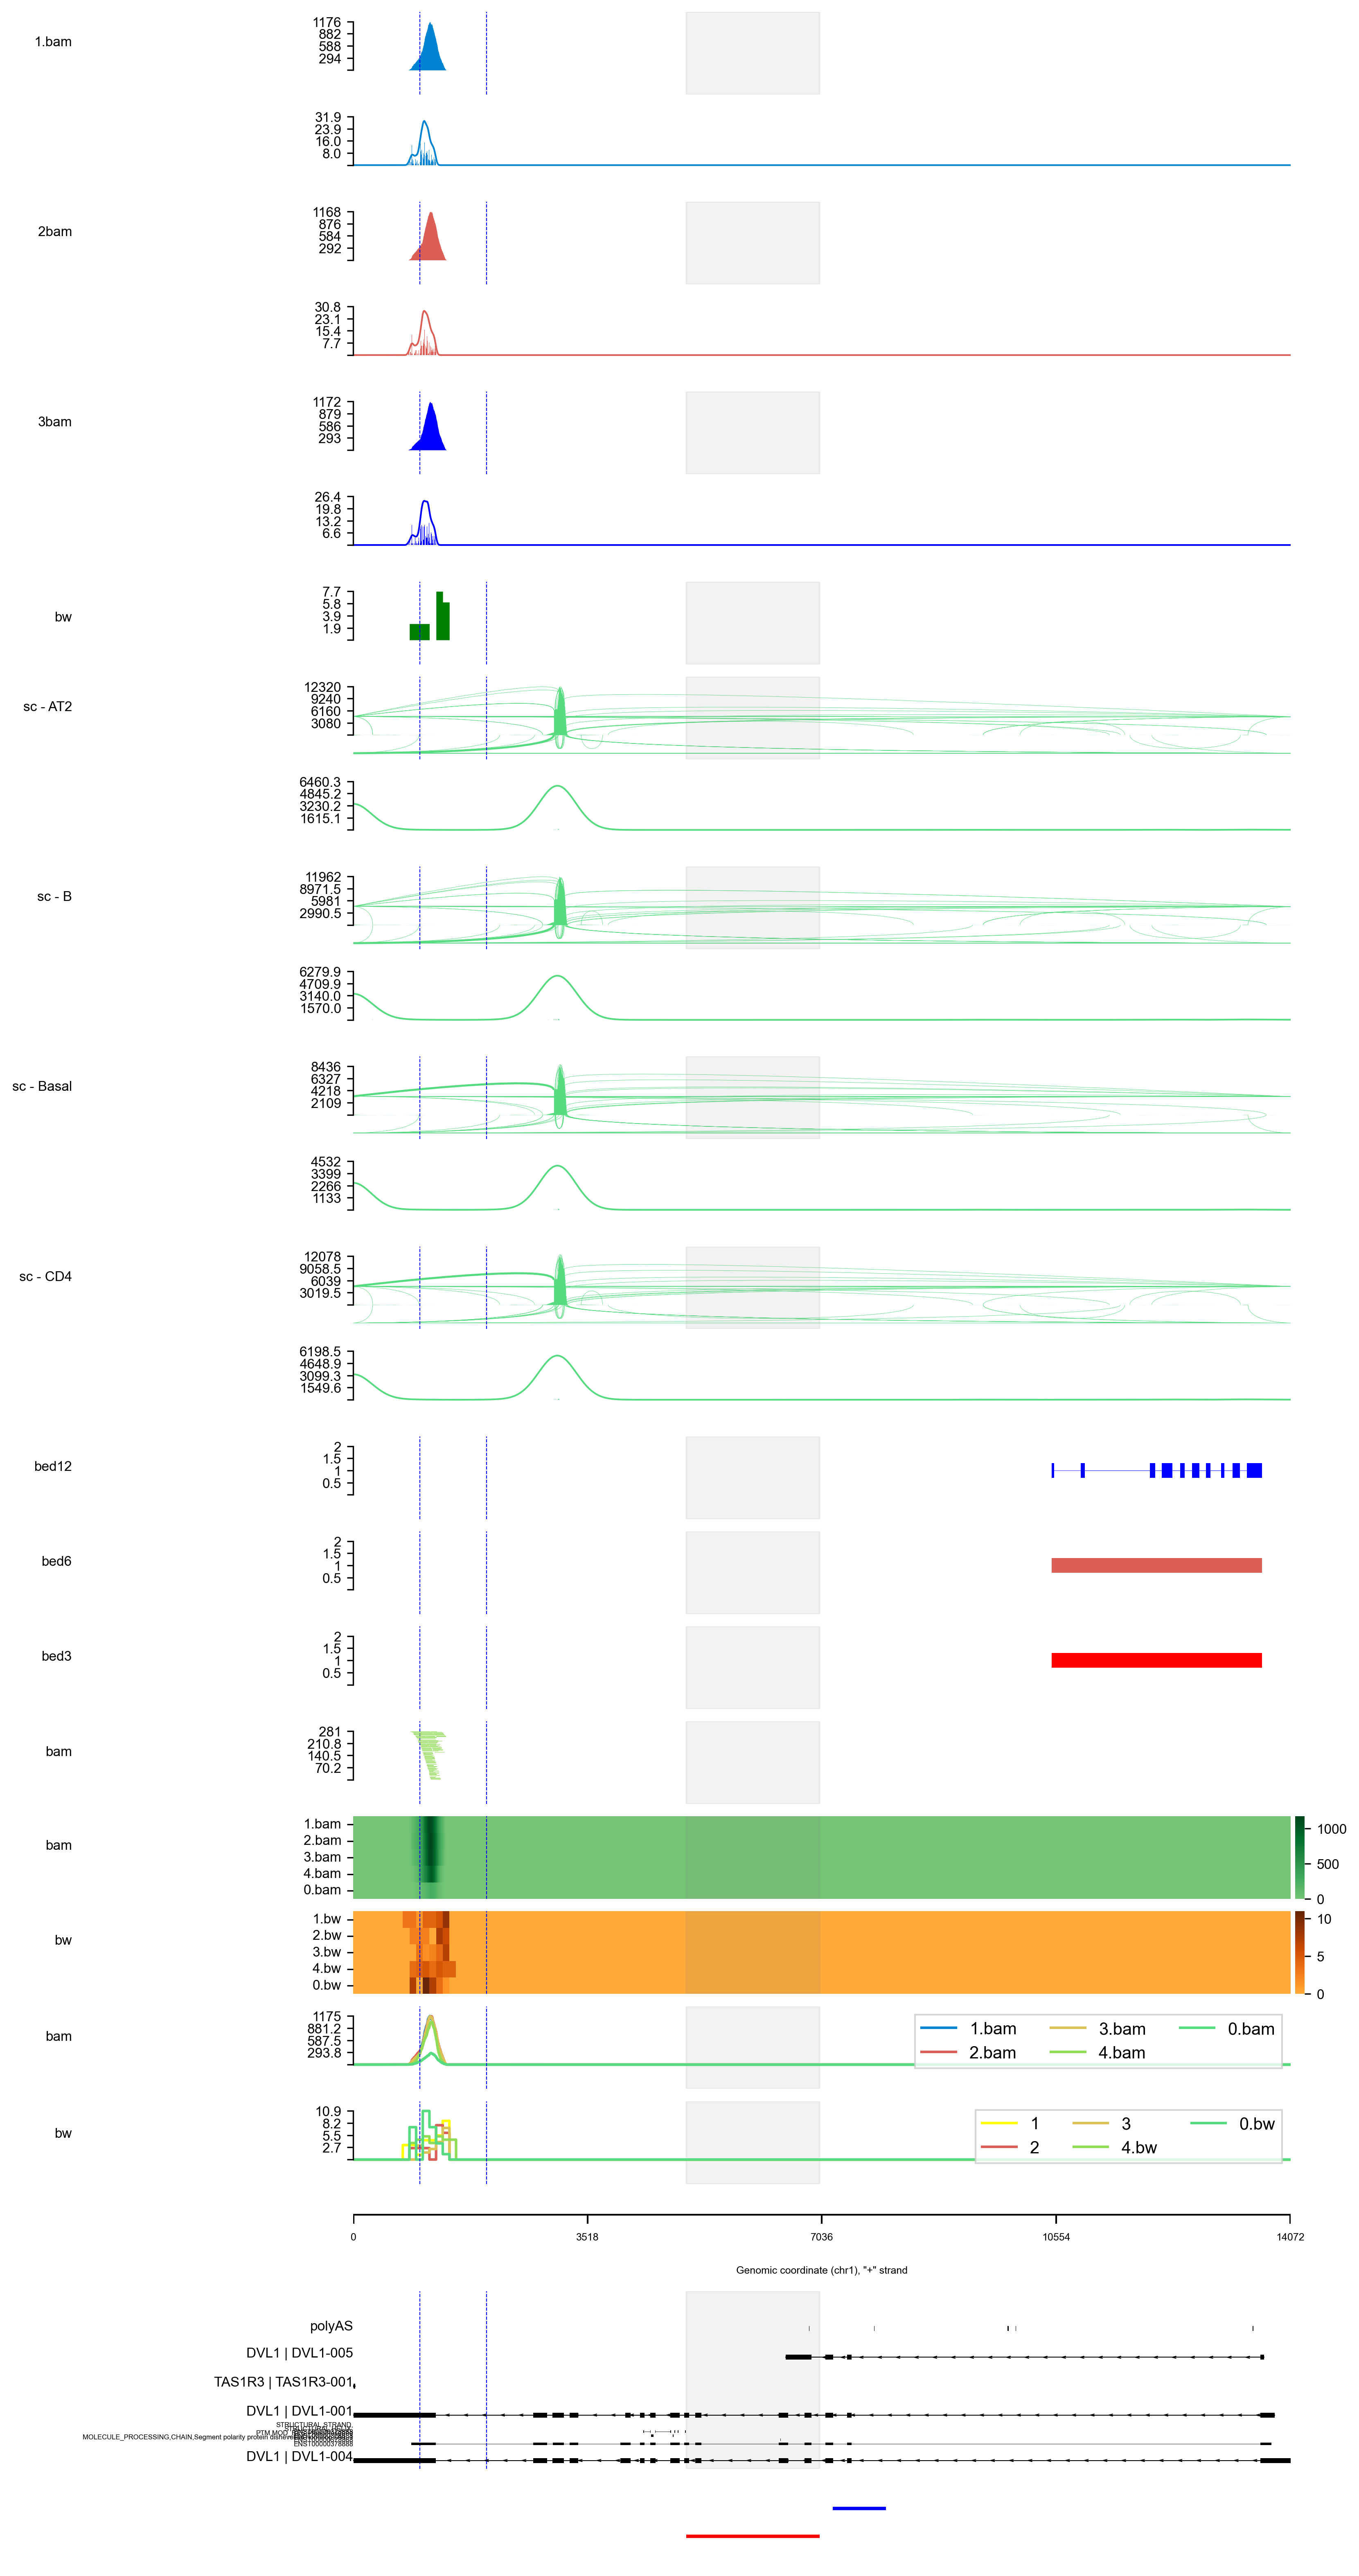 1176
882
588
294
1.bam
31.9
23.9
16.0
8.0
1168
876
584
292
2bam
30.8
23.1
15.4
7.7
1172
879
586
293
3bam
26.4
19.8
13.2
6.6
7.7
5.8
3.9
1.9
bw
12320
9240
6160
3080
sc - AT2
6460.3
4845.2
3230.2
1615.1
11962
8971.5
5981
2990.5
sc - B
6279.9
4709.9
3140.0
1570.0
8436
6327
4218
2109
sc - Basal
4532
3399
2266
1133
12078
9058.5
6039
3019.5
sc - CD4
6198.5
4648.9
3099.3
1549.6
2
1.5
1
0.5
bed12
2
1.5
1
0.5
bed6
2
1.5
1
0.5
bed3
281
210.8
140.5
70.2
bam
1.bam
2.bam
3.bam
4.bam
0.bam
bam
1000
500
0
1.bw
2.bw
3.bw
4.bw
0.bw
bw
10
5
0
1175
881.2
587.5
293.8
bam
1.bam 3.bam 0.bam
2.bam 4.bam
10.9
8.2
5.5
2.7
bw
1 3 0.bw
2 4.bw
0 3518 7036 10554 14072
Genomic coordinate (chr1), "+" strand
polyAS
DVL1 | DVL1-005
TAS1R3 | TAS1R3-001
DVL1 | DVL1-001
STRUCTURAL,STRAND,
MOLECULE_PROCESSING,CHAIN,Segment polarity protein
ENST00000378888
DVL1 | DVL1-004